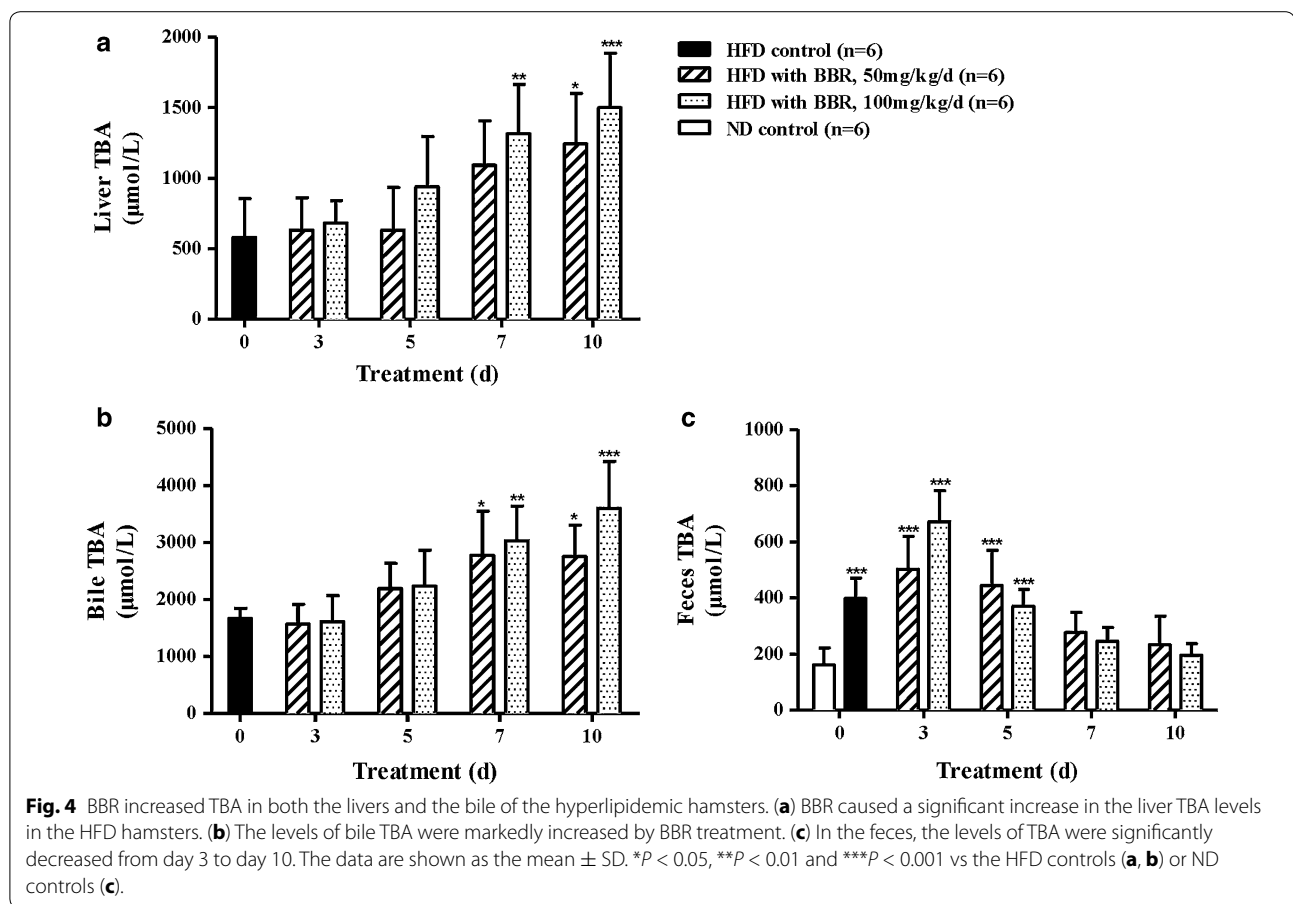 a
2000
1500
1000
500
0
Liver TBA
(μmol/L)
*
**
***
0 3 5 7 10
Treatment (d)
HFD control (n=6)
HFD with BBR, 50mg/kg/d (n=6)
HFD with BBR, 100mg/kg/d (n=6)
ND control (n=6)
b
5000
4000
3000
2000
1000
0
Bile TBA
(μmol/L)
* ** * ***
0 3 5 7 10
Treatment (d)
c
1000
800
600
400
200
0
Feces TBA
(μmol/L)
*** *** *** *** ***
0 3 5 7 10
Treatment (d)
Fig. 4 BBR increased TBA in both the livers and the bile of the hyperlipidemic hamsters. (a) BBR caused a significant increase in the liver TBA levels
in the HFD hamsters. (b) The levels of bile TBA were markedly increased by BBR treatment. (c) In the feces, the levels of TBA were significantly
decreased from day 3 to day 10. The data are shown as the mean ± SD. *P < 0.05, **P < 0.01 and ***P < 0.001 vs the HFD controls (a, b) or ND
controls (c).